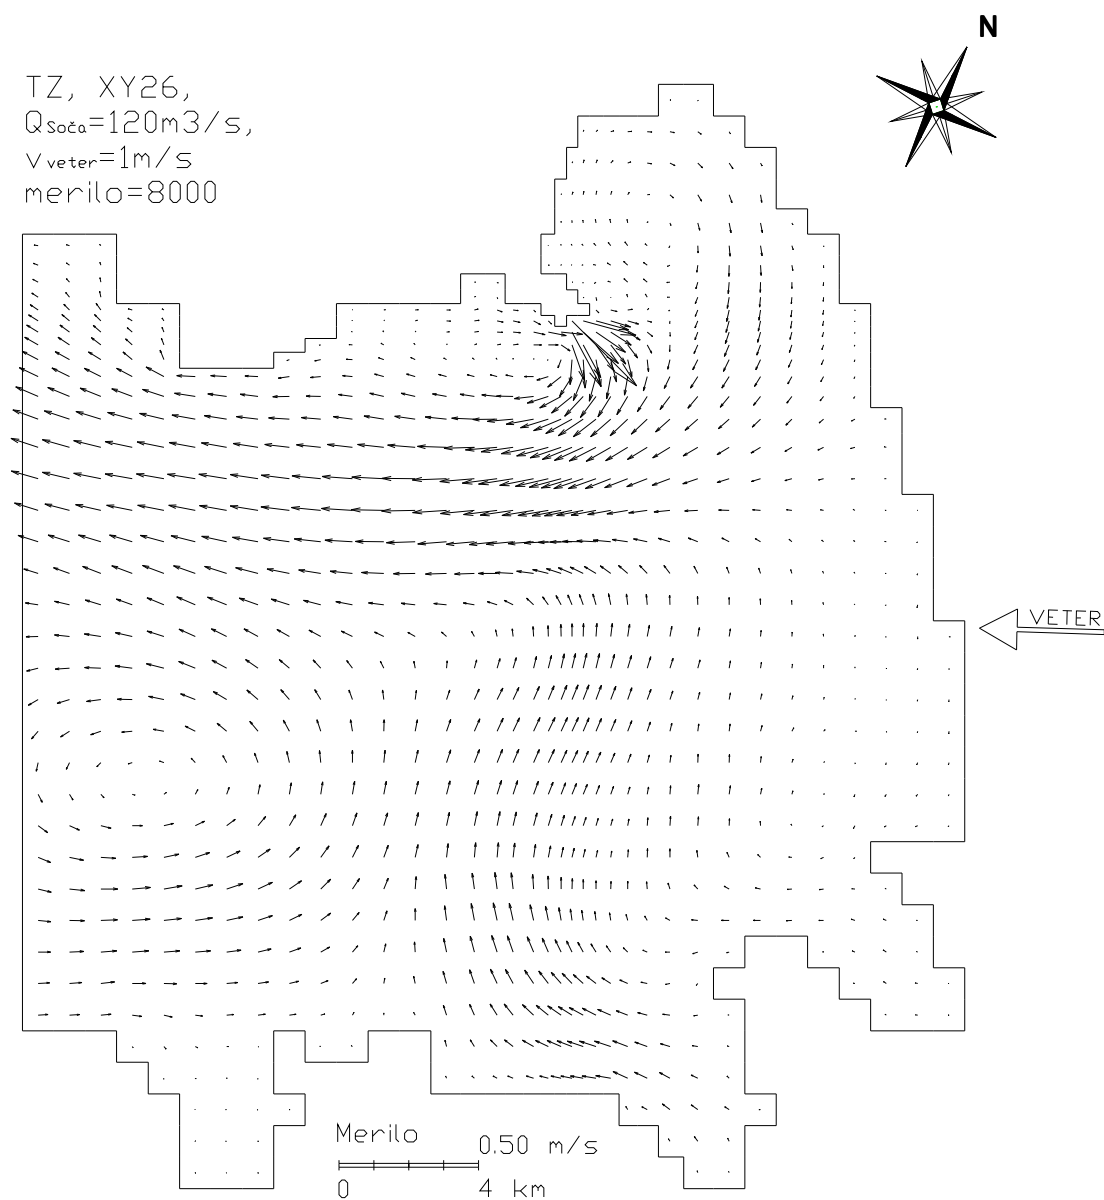 N
TZ, XY26,
QSoča=120m3/s,
Vveter=1m/s
merilo=8000
VETER
Merilo
0.50 m/s
0 4 km